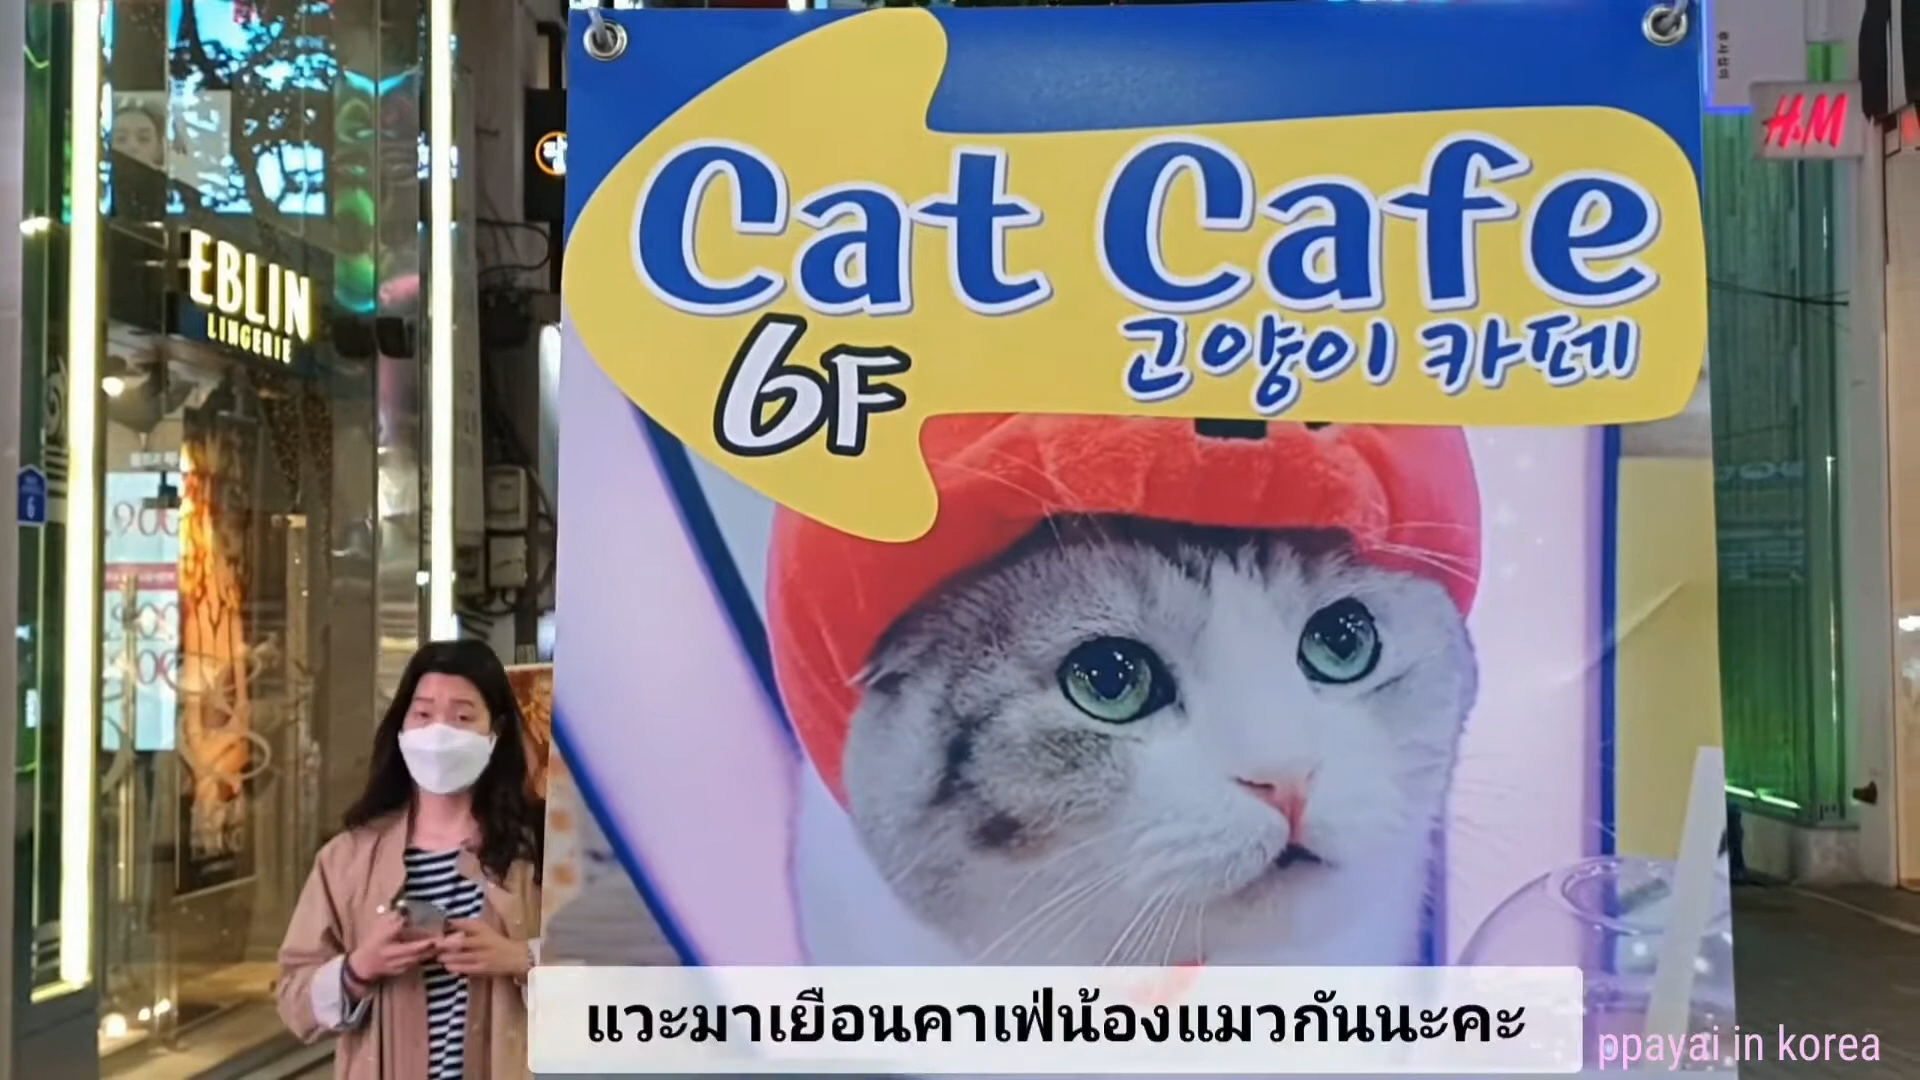 Cat Cafe
6F
고양이 카페
EBLIN
LINGERIE
H&M
6
แวะมาเยือนคาเฟ่น้องแมวกันนะคะ
ppayai in korea